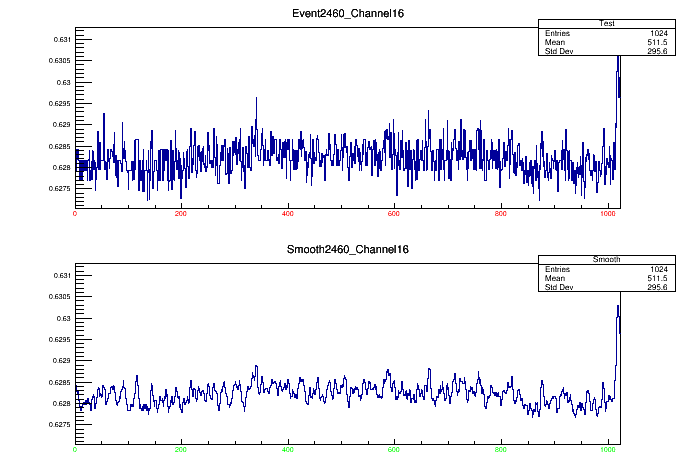 Event2460_Channel16
Test
Entries 1024
Mean 511.5
Std Dev 295.6
0.631
0.6305
0.63
0.6295
0.629
0.6285
0.628
0.6275
0 200 400 600 800 1000
Smooth2460_Channel16
Smooth
Entries 1024
Mean 511.5
Std Dev 295.6
0.631
0.6305
0.63
0.6295
0.629
0.6285
0.628
0.6275
0 200 400 600 800 1000